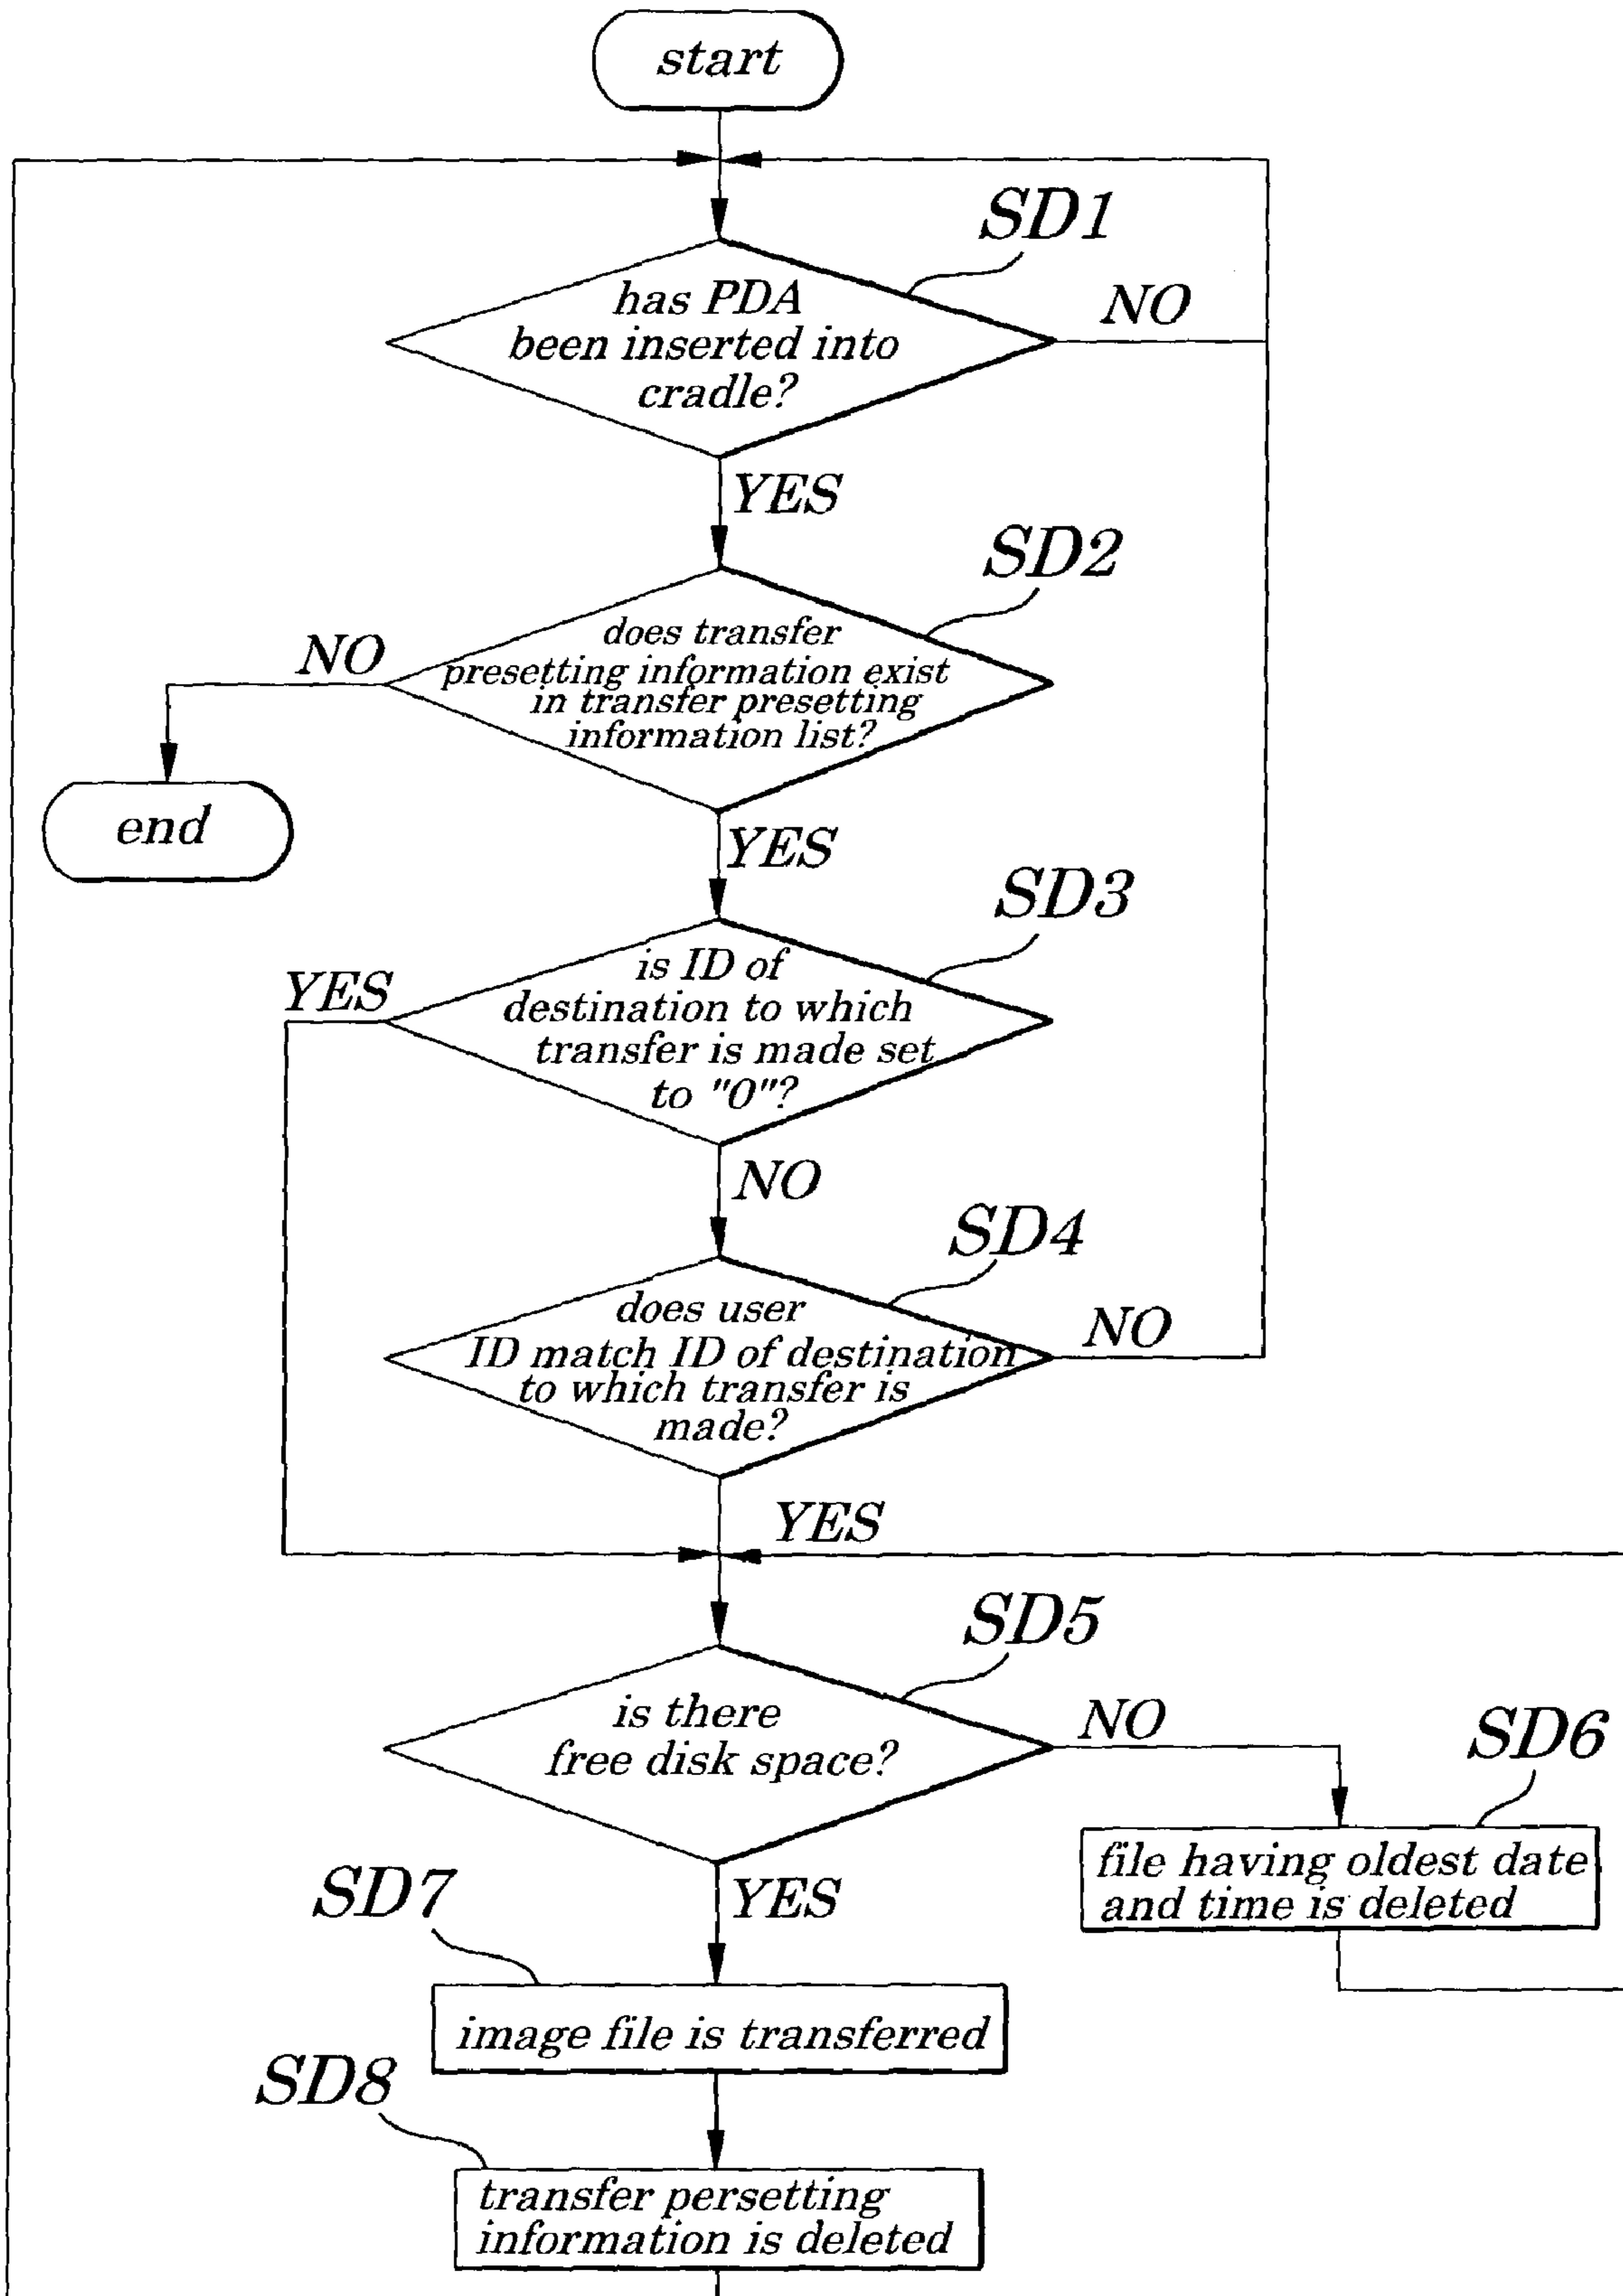 start
SD1
has PDA
been inserted into
cradle?
NO
YES
SD2
does transfer
presetting information exist
in transfer presetting
information list?
NO
end
YES
SD3
is ID of
destination to which
transfer is made set
to "0"?
YES
NO
SD4
does user
ID match ID of destination
to which transfer is
made?
NO
YES
SD5
is there
free disk space?
NO
SD6
file having oldest date
and time is deleted
YES
SD7
image file is transferred
SD8
transfer persetting
information is deleted